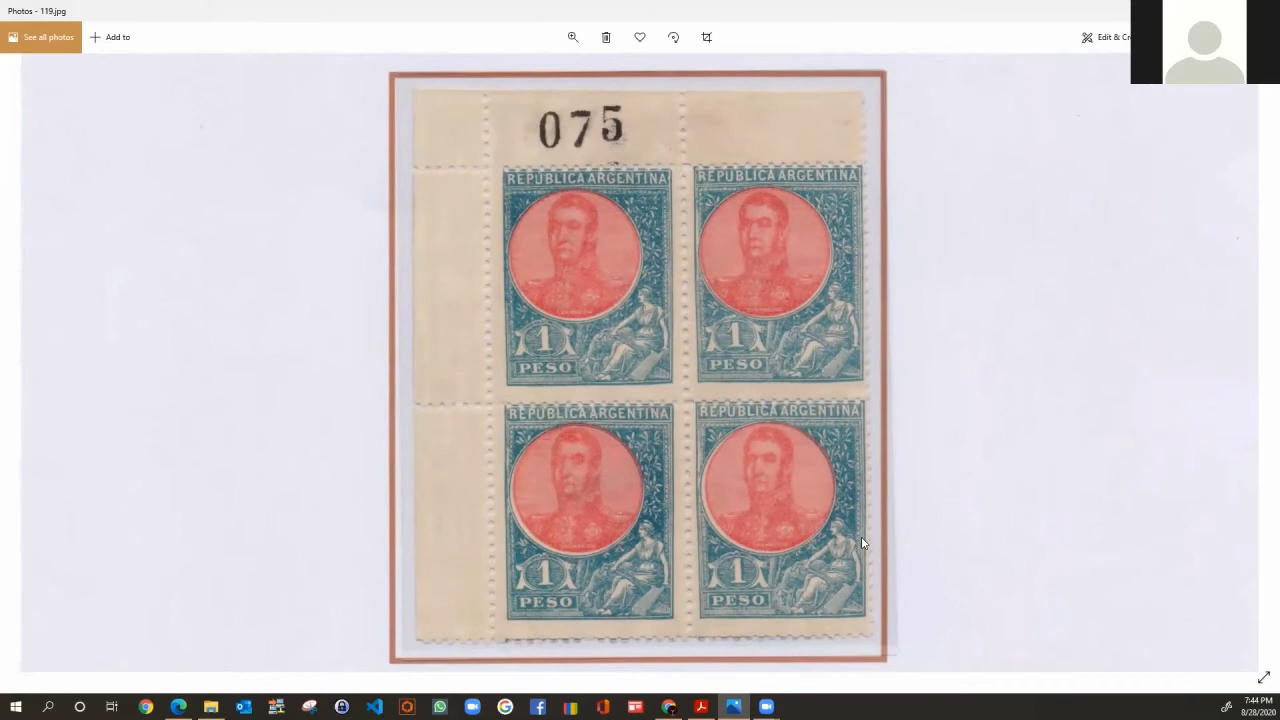 Photos - 119.jpg
See all photos
Add to
Edit & Cr
075
REPUBLICA ARGENTINA
REPUBLICA ARGENTINA
1
PESO
1
PESO
REPUBLICA ARGENTINA
REPUBLICA ARGENTINA
1
PESO
1
PESO
7:44 PM
8/28/2020